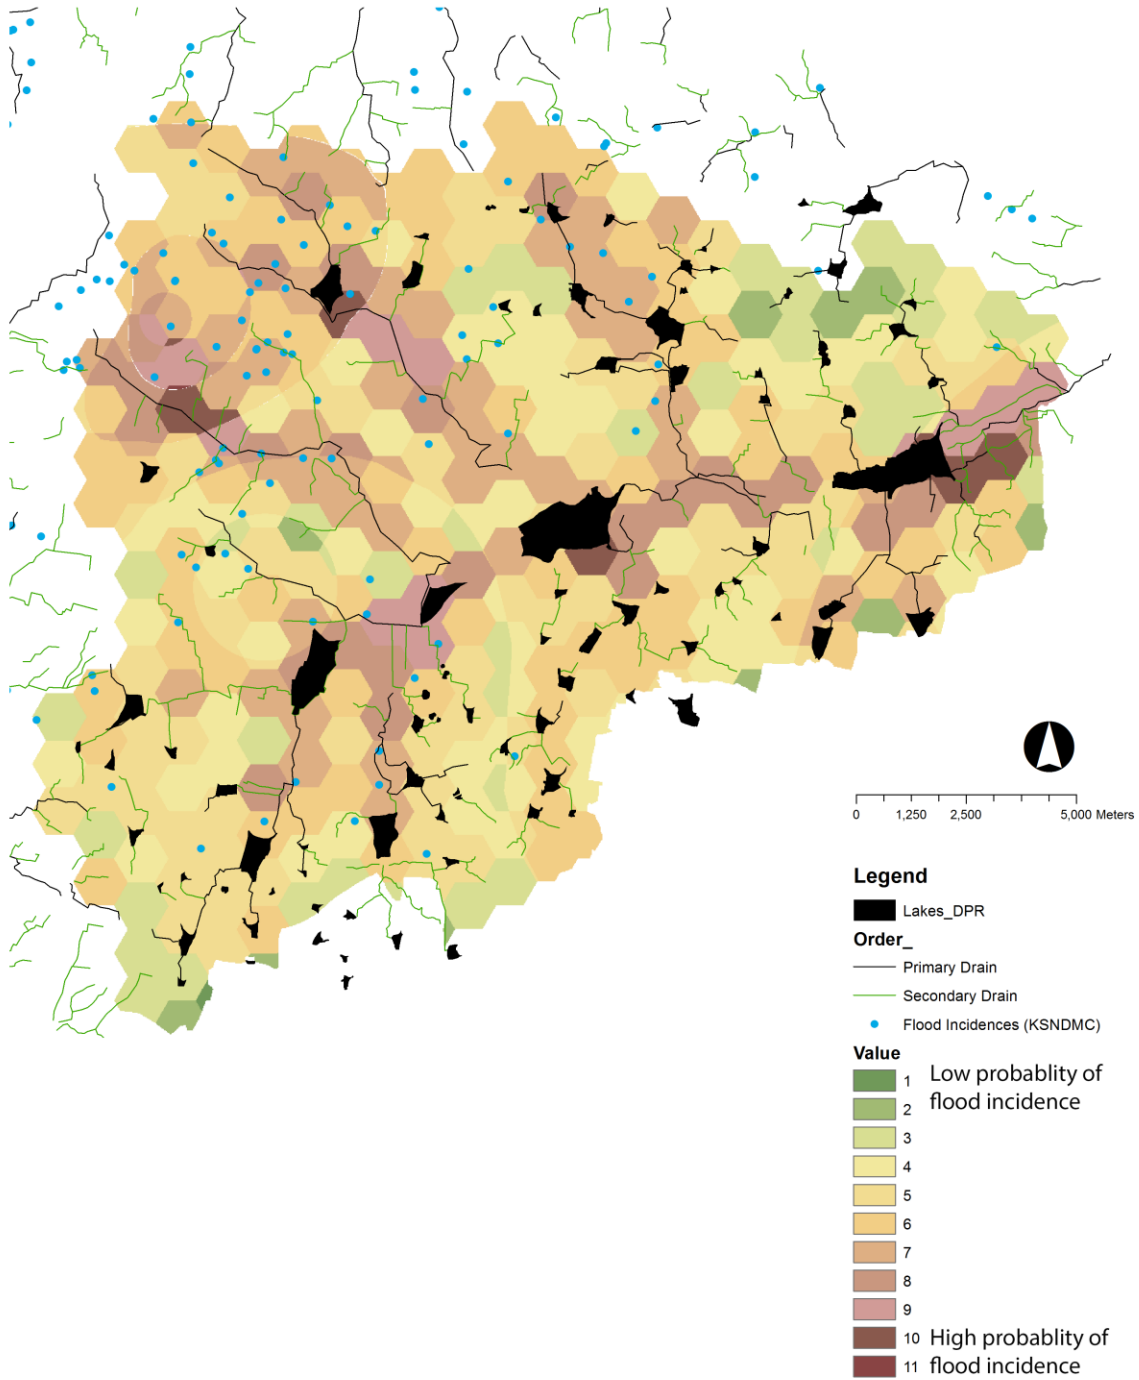 0 1,250 2,500 5,000 Meters
Legend
Lakes_DPR
Order_
Primary Drain
Secondary Drain
Flood Incidences (KSNDMC)
Value
1 Low probablity of
2 flood incidence
3
4
5
6
7
8
9
10 High probablity of
11 flood incidence